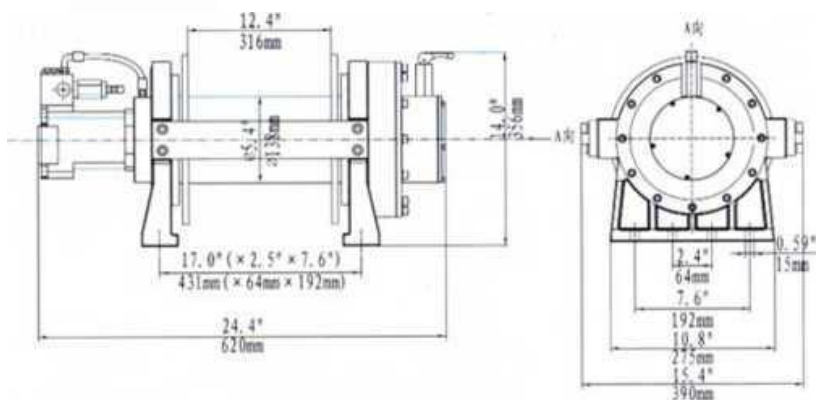 12.4"
316mm
ø5.4"
ø138mm
14.0"
356mm
17.0"(×2.5"×7.6")
431mm(×64mm×192mm)
24.4"
620mm
A向
A向
0.59"
15mm
2.4"
64mm
7.6"
192mm
10.8"
275mm
15.4"
390mm